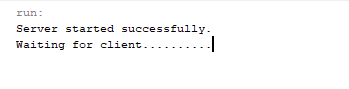 run:
Server started successfully.
Waiting for client..........